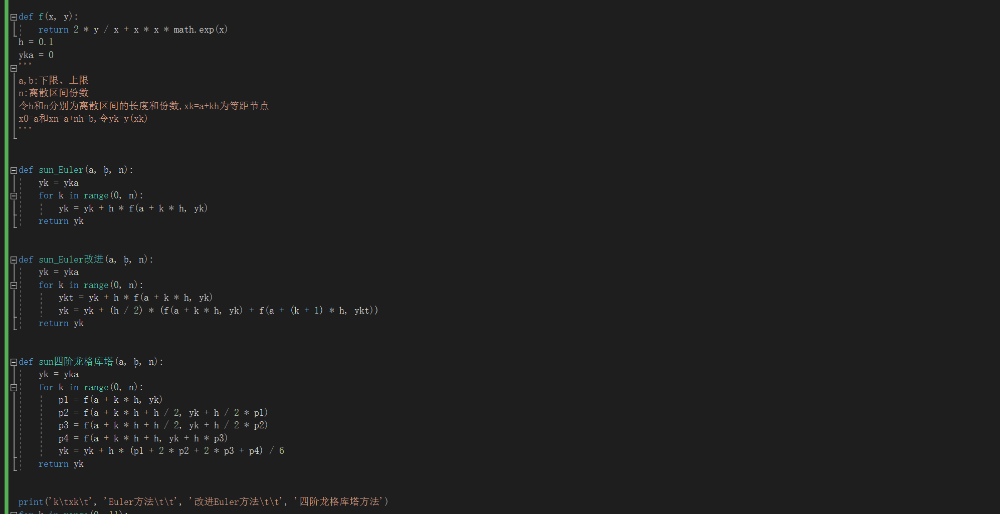 def f(x, y):
    return 2 * y / x + x * x * math.exp(x)
h = 0.1
yka = 0
'''
a,b:下限、上限
n:离散区间份数
令h和n分别为离散区间的长度和份数,xk=a+kh为等距节点
x0=a和xn=a+nh=b,令yk=y(xk)
'''
def sun_Euler(a, b, n):
    yk = yka
    for k in range(0, n):
        yk = yk + h * f(a + k * h, yk)
    return yk
def sun_Euler改进(a, b, n):
    yk = yka
    for k in range(0, n):
        ykt = yk + h * f(a + k * h, yk)
        yk = yk + (h / 2) * (f(a + k * h, yk) + f(a + (k + 1) * h, ykt))
    return yk
def sun四阶龙格库塔(a, b, n):
    yk = yka
    for k in range(0, n):
        p1 = f(a + k * h, yk)
        p2 = f(a + k * h + h / 2, yk + h / 2 * p1)
        p3 = f(a + k * h + h / 2, yk + h / 2 * p2)
        p4 = f(a + k * h + h, yk + h * p3)
        yk = yk + h * (p1 + 2 * p2 + 2 * p3 + p4) / 6
    return yk
print('k\txk\t', 'Euler方法\t\t', '改进Euler方法\t\t', '四阶龙格库塔方法')
for k in range(0, 11):